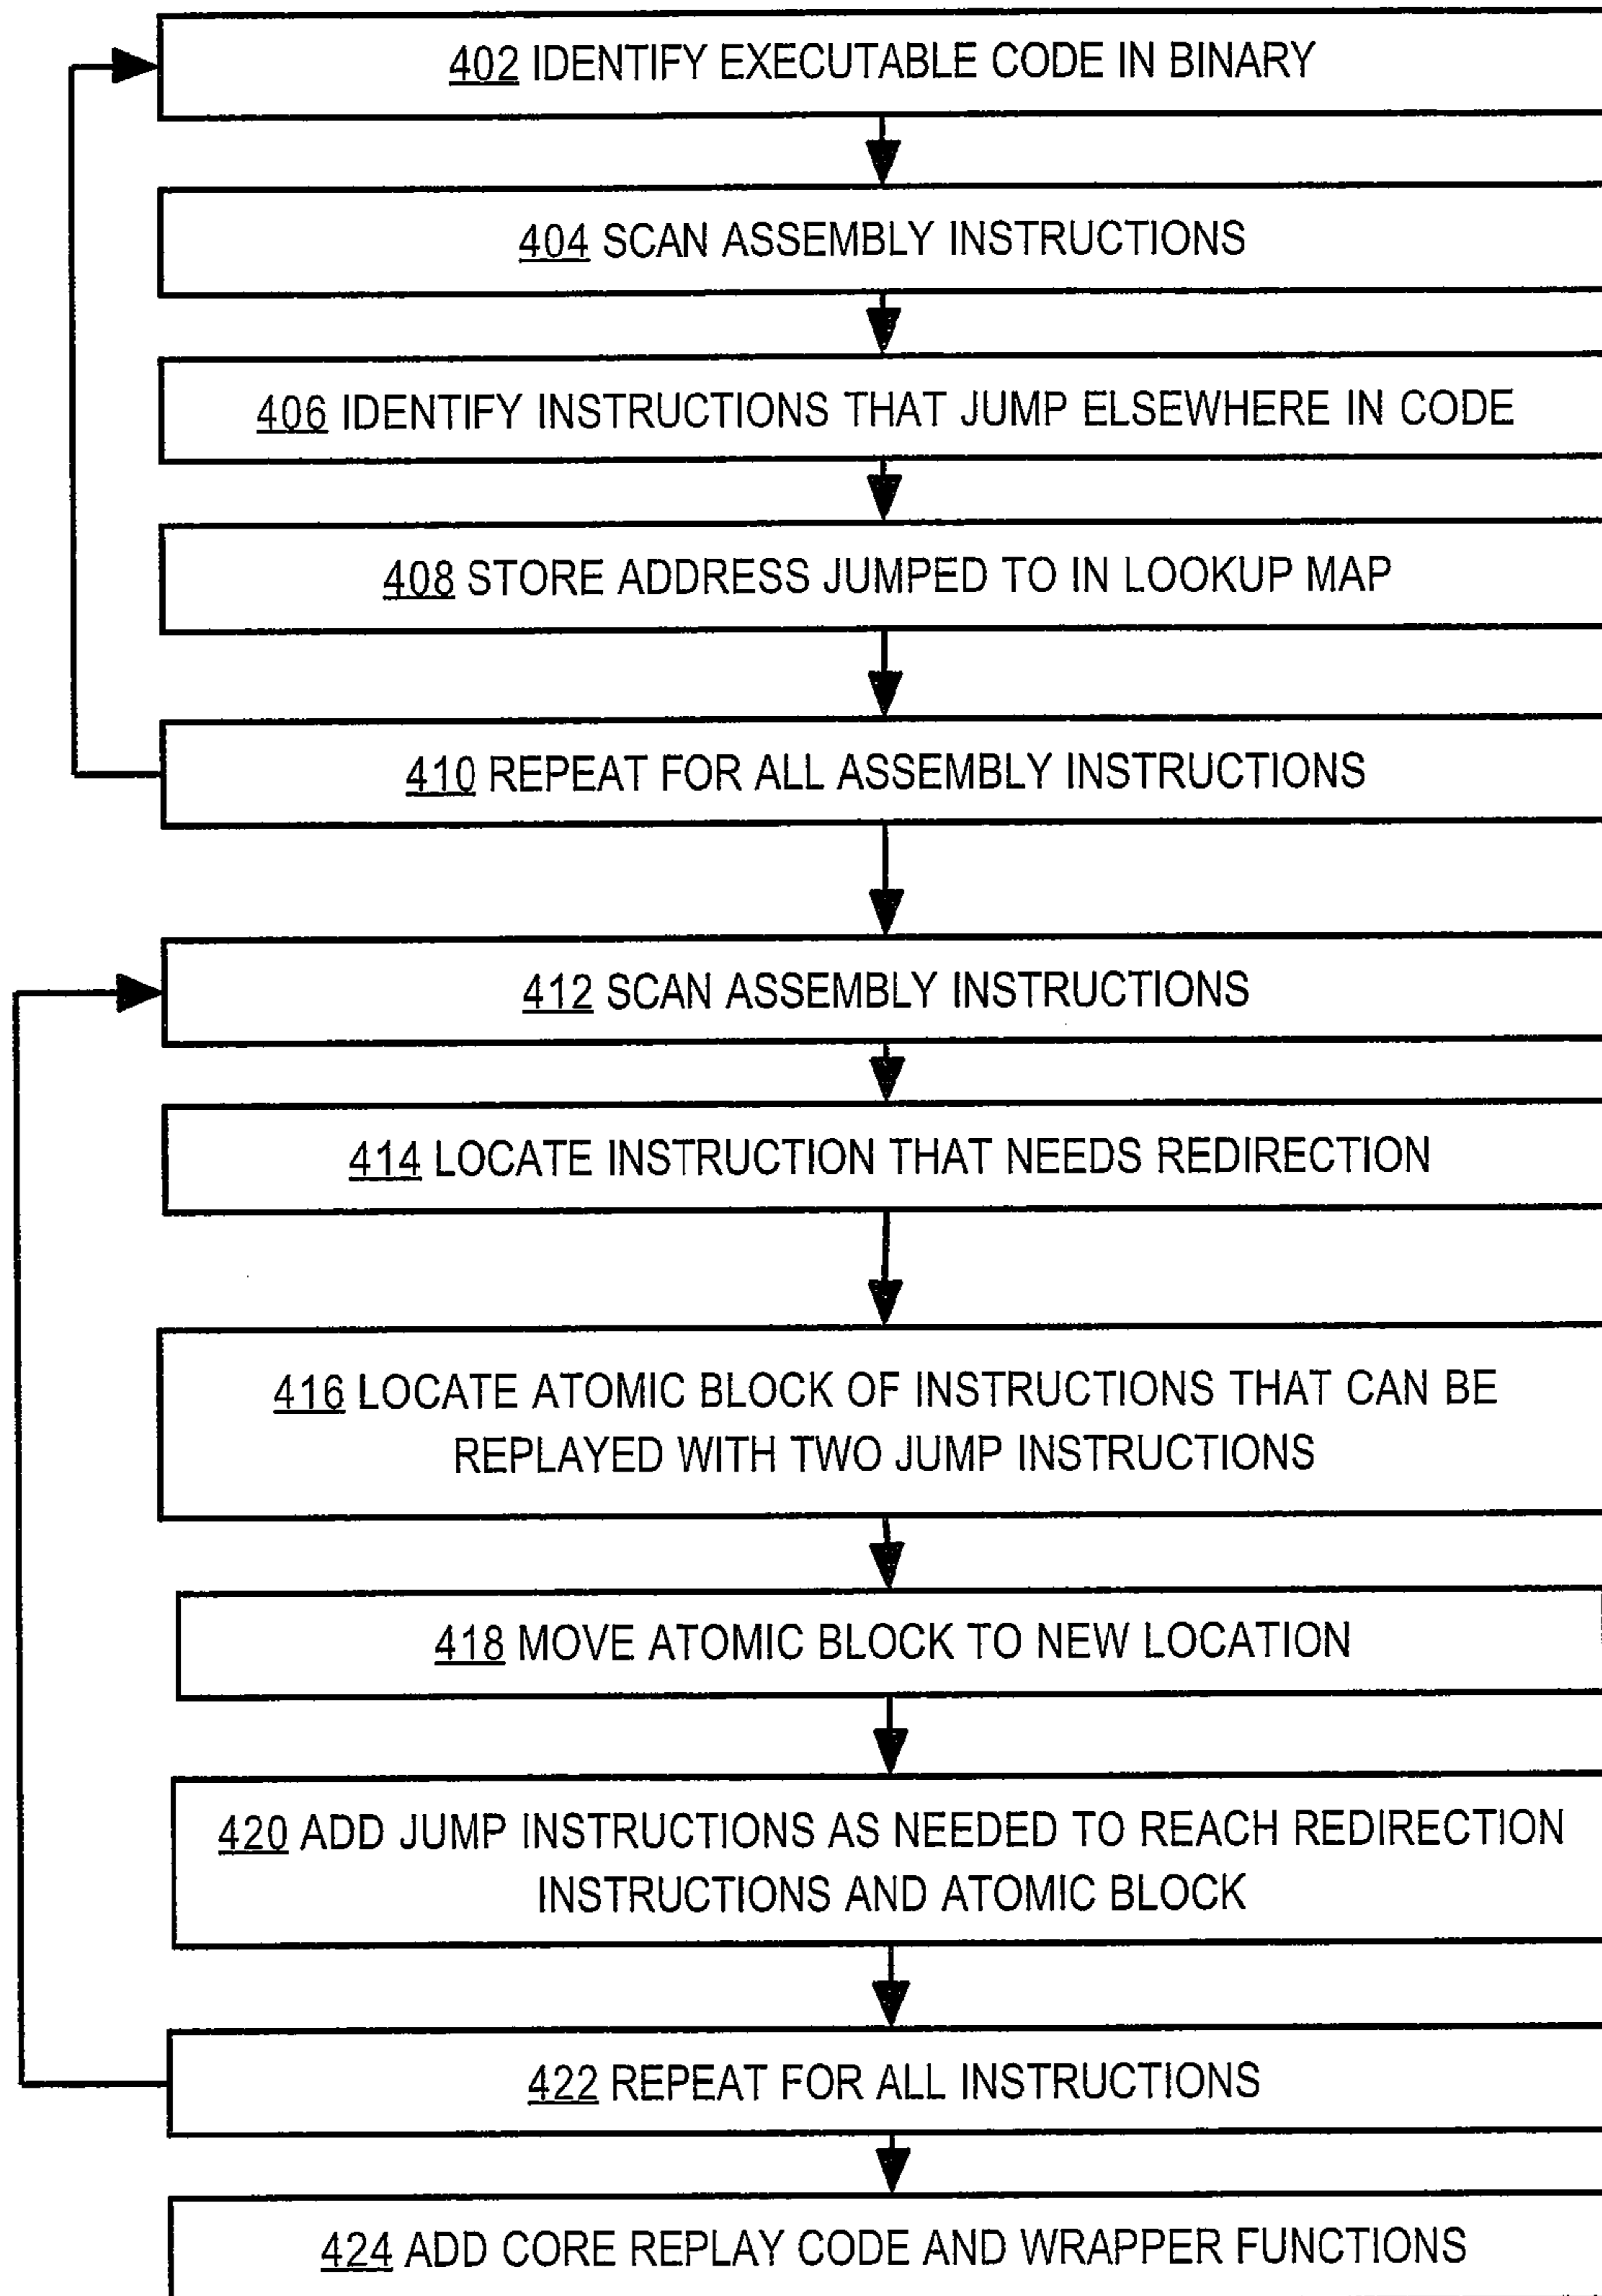 402 IDENTIFY EXECUTABLE CODE IN BINARY
404 SCAN ASSEMBLY INSTRUCTIONS
406 IDENTIFY INSTRUCTIONS THAT JUMP ELSEWHERE IN CODE
408 STORE ADDRESS JUMPED TO IN LOOKUP MAP
410 REPEAT FOR ALL ASSEMBLY INSTRUCTIONS
412 SCAN ASSEMBLY INSTRUCTIONS
414 LOCATE INSTRUCTION THAT NEEDS REDIRECTION
416 LOCATE ATOMIC BLOCK OF INSTRUCTIONS THAT CAN BE
REPLAYED WITH TWO JUMP INSTRUCTIONS
418 MOVE ATOMIC BLOCK TO NEW LOCATION
420 ADD JUMP INSTRUCTIONS AS NEEDED TO REACH REDIRECTION
INSTRUCTIONS AND ATOMIC BLOCK
422 REPEAT FOR ALL INSTRUCTIONS
424 ADD CORE REPLAY CODE AND WRAPPER FUNCTIONS